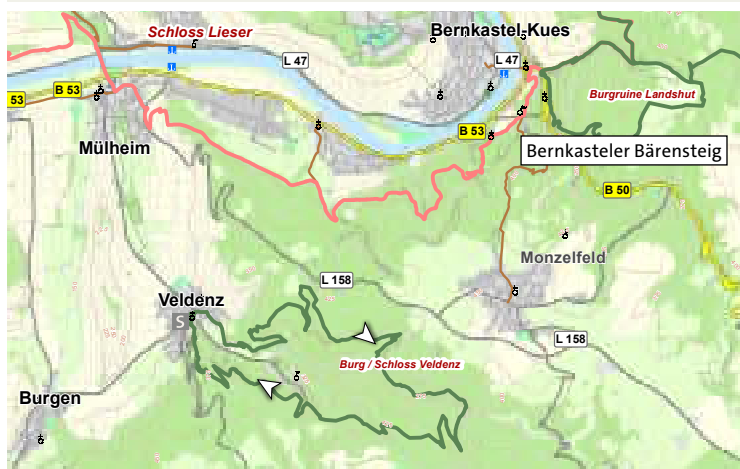 Bernkastel-Kues
Schloss Lieser
L 47
L 47
B 53
53
Burgruine Landshut
B 53
Mülheim
Bernkasteler Bärensteig
B 50
Monzelfeld
L 158
Veldenz
S
L 158
Burg / Schloss Veldenz
Burgen